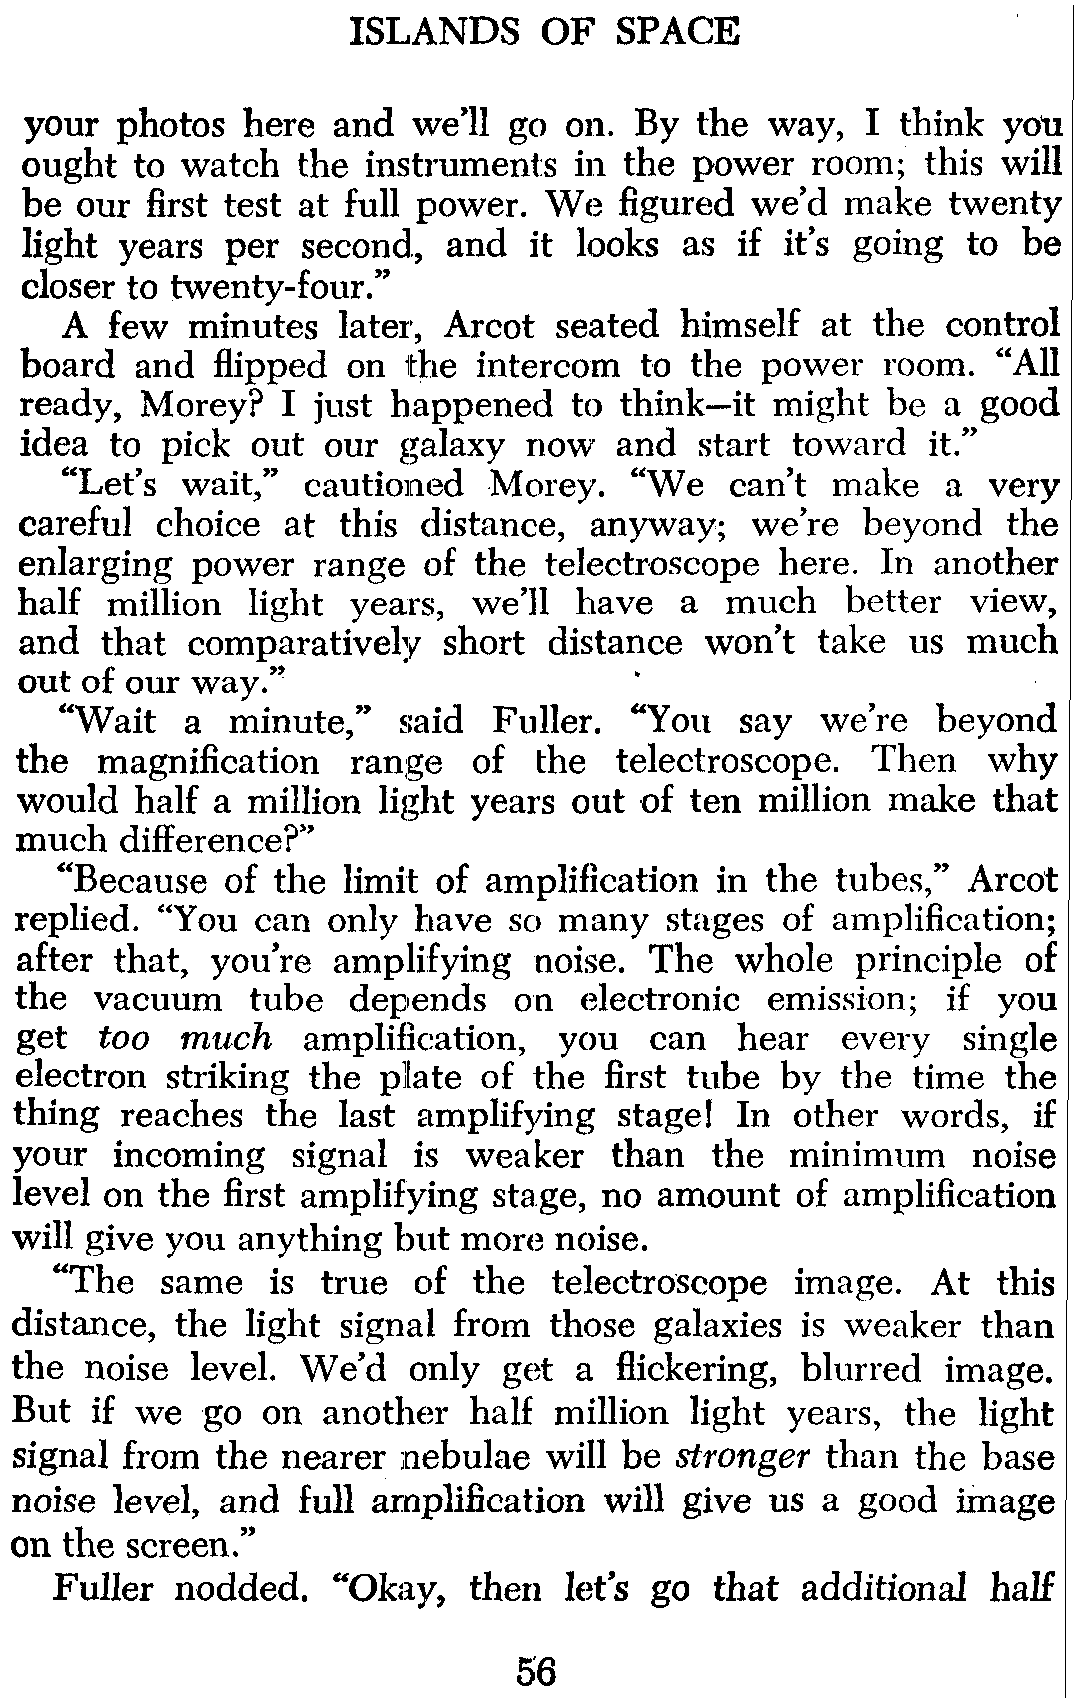 ISLANDS OF SPACE
your photos here and we'll go on. By the way, I think you
ought to watch the instruments in the power room; this will
be our first test at full power. We figured we'd make twenty
light years per second, and it looks as if it's going to be
closer to twenty-four."
A few minutes later, Arcot seated himself at the control
board and flipped on the intercom to the power room. "All
ready, Morey? I just happened to think—it might be a good
idea to pick out our galaxy now and start toward it."
"Let's wait," cautioned Morey. "We can't make a very
careful choice at this distance, anyway; we're beyond the
enlarging power range of the telectroscope here. In another
half million light years, we'll have a much better view,
and that comparatively short distance won't take us much
out of our way."
"Wait a minute," said Fuller. "You say we're beyond
the magnification range of the telectroscope. Then why
would half a million light years out of ten million make that
much difference?"
"Because of the limit of amplification in the tubes," Arcot
replied. "You can only have so many stages of amplification;
after that, you're amplifying noise. The whole principle of
the vacuum tube depends on electronic emission; if you
get too much amplification, you can hear every single
electron striking the plate of the first tube by the time the
thing reaches the last amplifying stage! In other words, if
your incoming signal is weaker than the minimum noise
level on the first amplifying stage, no amount of amplification
will give you anything but more noise.
"The same is true of the telectroscope image. At this
distance, the light signal from those galaxies is weaker than
the noise level. We'd only get a flickering, blurred image.
But if we go on another half million light years, the light
signal from the nearer nebulae will be stronger than the base
noise level, and full amplification will give us a good image
on the screen."
Fuller nodded. "Okay, then let's go that additional half
56